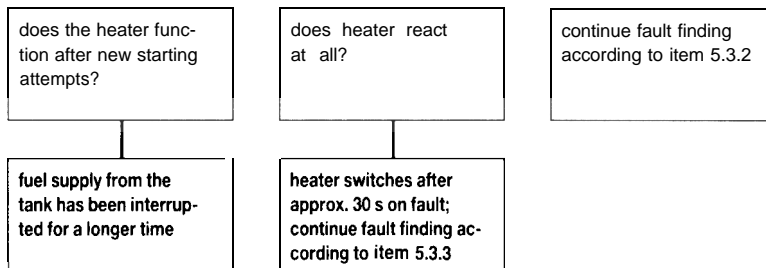 does the heater func-
tion after new starting
attempts?
does heater react
at all?
continue fault finding
according to item 5.3.2
fuel supply from the
tank has been interrup-
ted for a longer time
heater switches after
approx. 30 s on fault;
continue fault finding ac-
cording to item 5.3.3